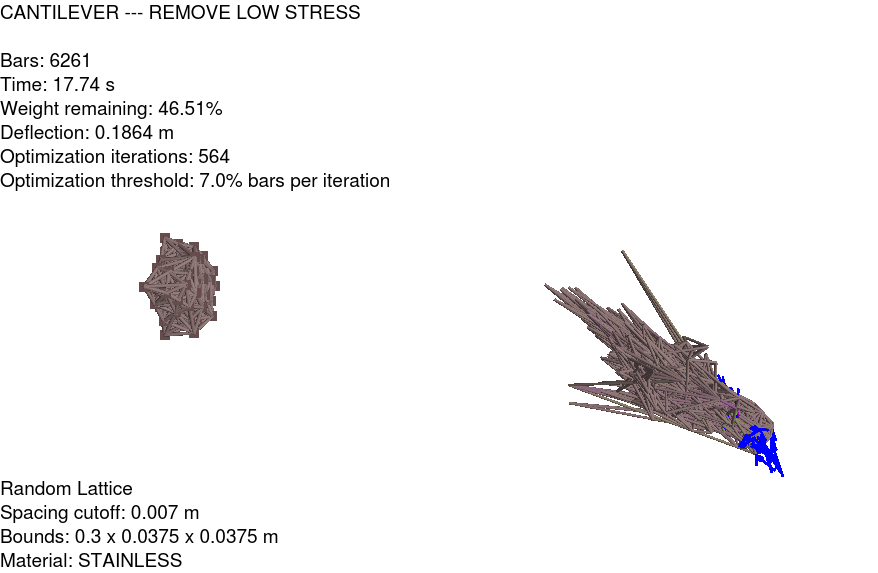 CANTILEVER --- REMOVE LOW STRESS
Bars: 6261
Time: 17.74 s
Weight remaining: 46.51%
Deflection: 0.1864 m
Optimization iterations: 564
Optimization threshold: 7.0% bars per iteration
Random Lattice
Spacing cutoff: 0.007 m
Bounds: 0.3 x 0.0375 x 0.0375 m
Material: STAINLESS